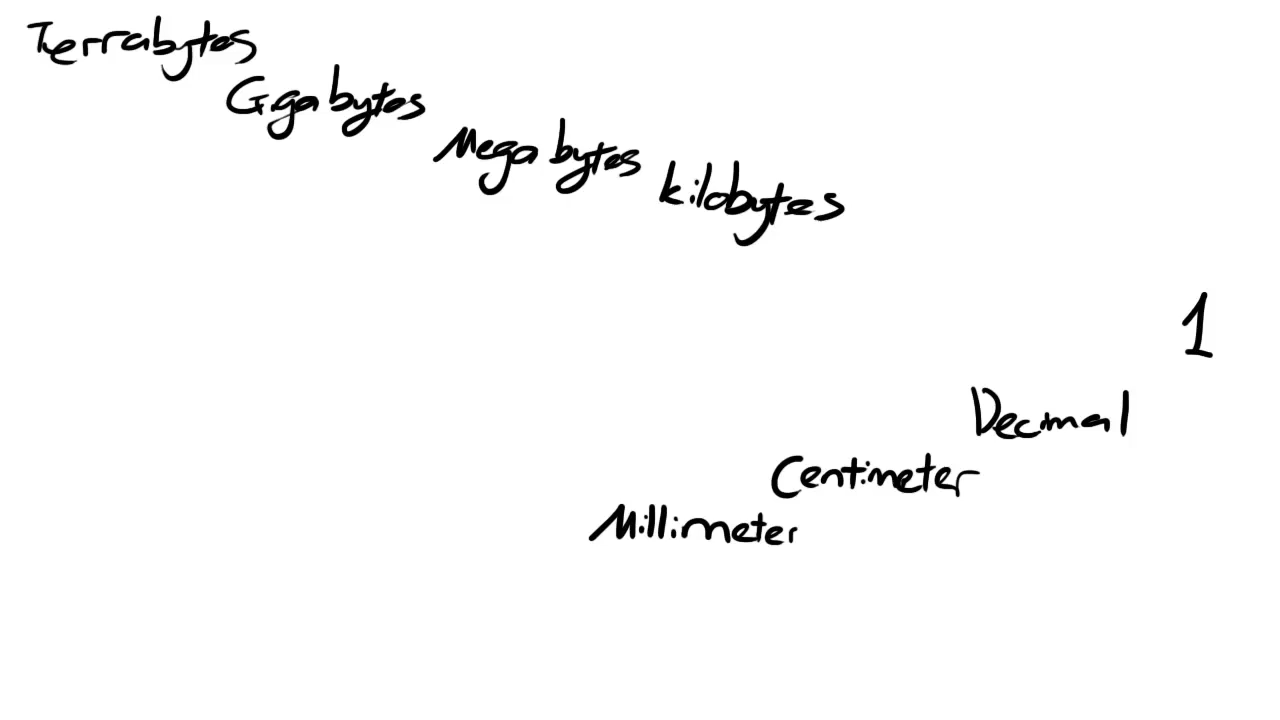 Terrabytes
Gigabytes
Megabytes
kilobytes
1
Decimal
Centimeter
Millimeter